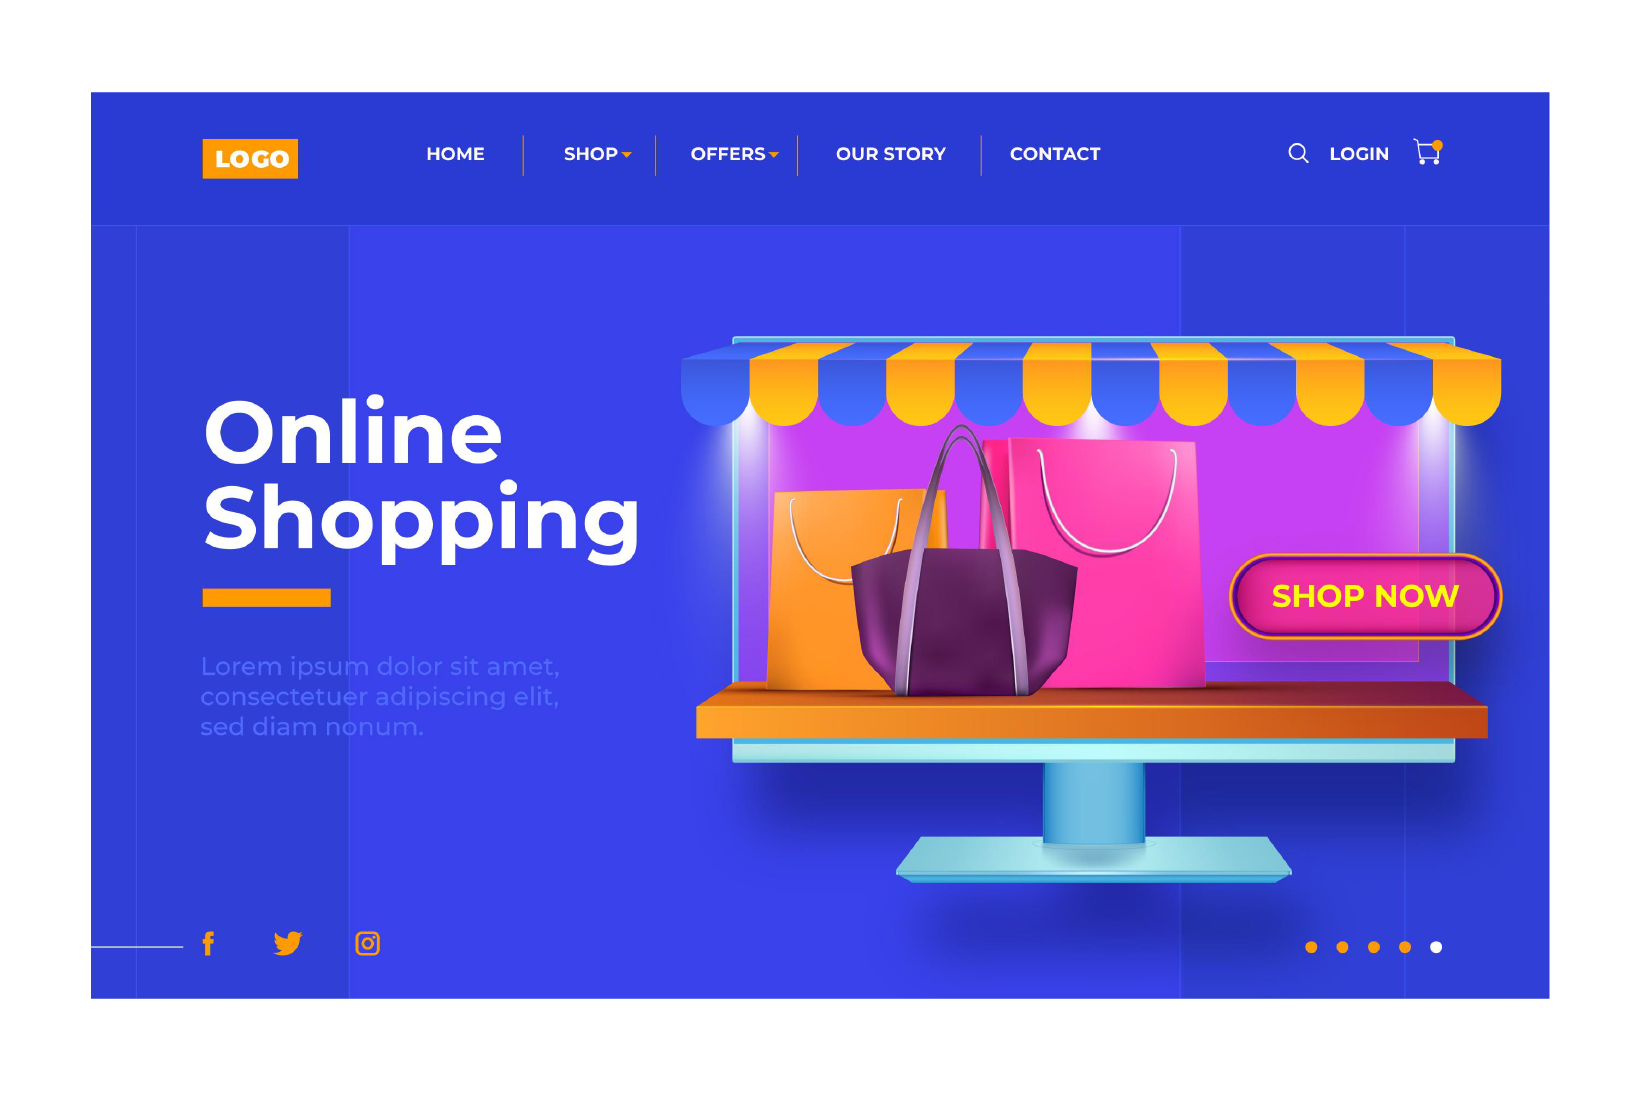 LOGO
HOME
SHOP
OFFERS
OUR STORY
CONTACT
LOGIN
Online
Shopping
Lorem ipsum dolor sit amet,
consectetuer adipiscing elit,
sed diam nonum.
SHOP NOW